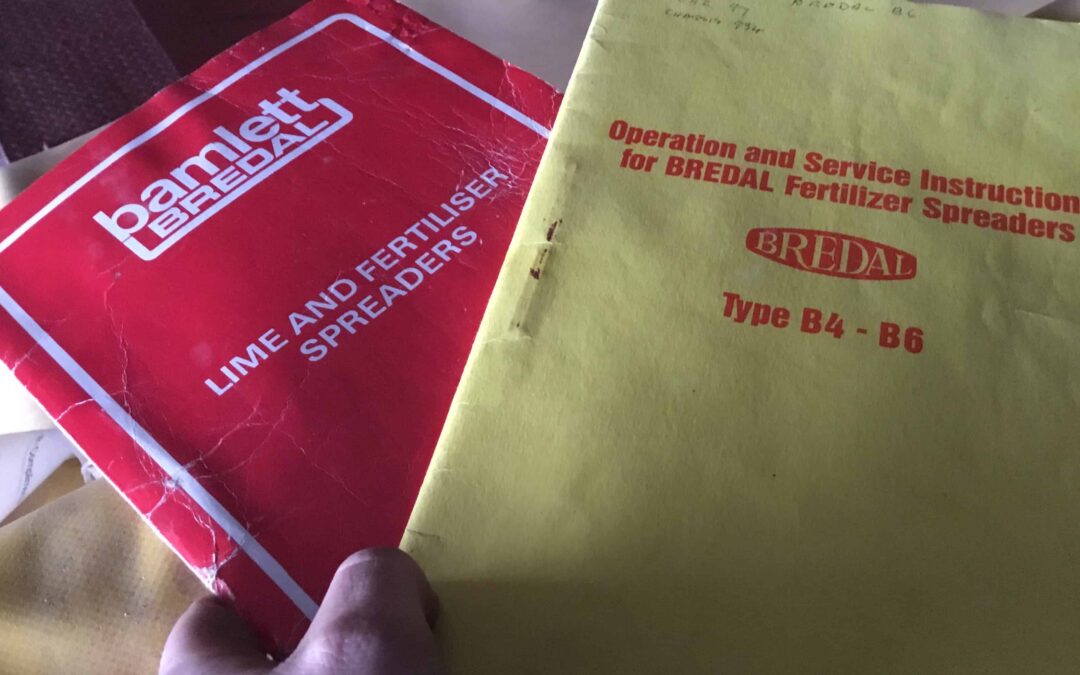 bamlett
BREDAL
LIME AND FERTILISER
SPREADERS
BREDAL B6
CHASSIS
Operation and Service Instruction
for BREDAL Fertilizer Spreaders
BREDAL
Type B4 - B6